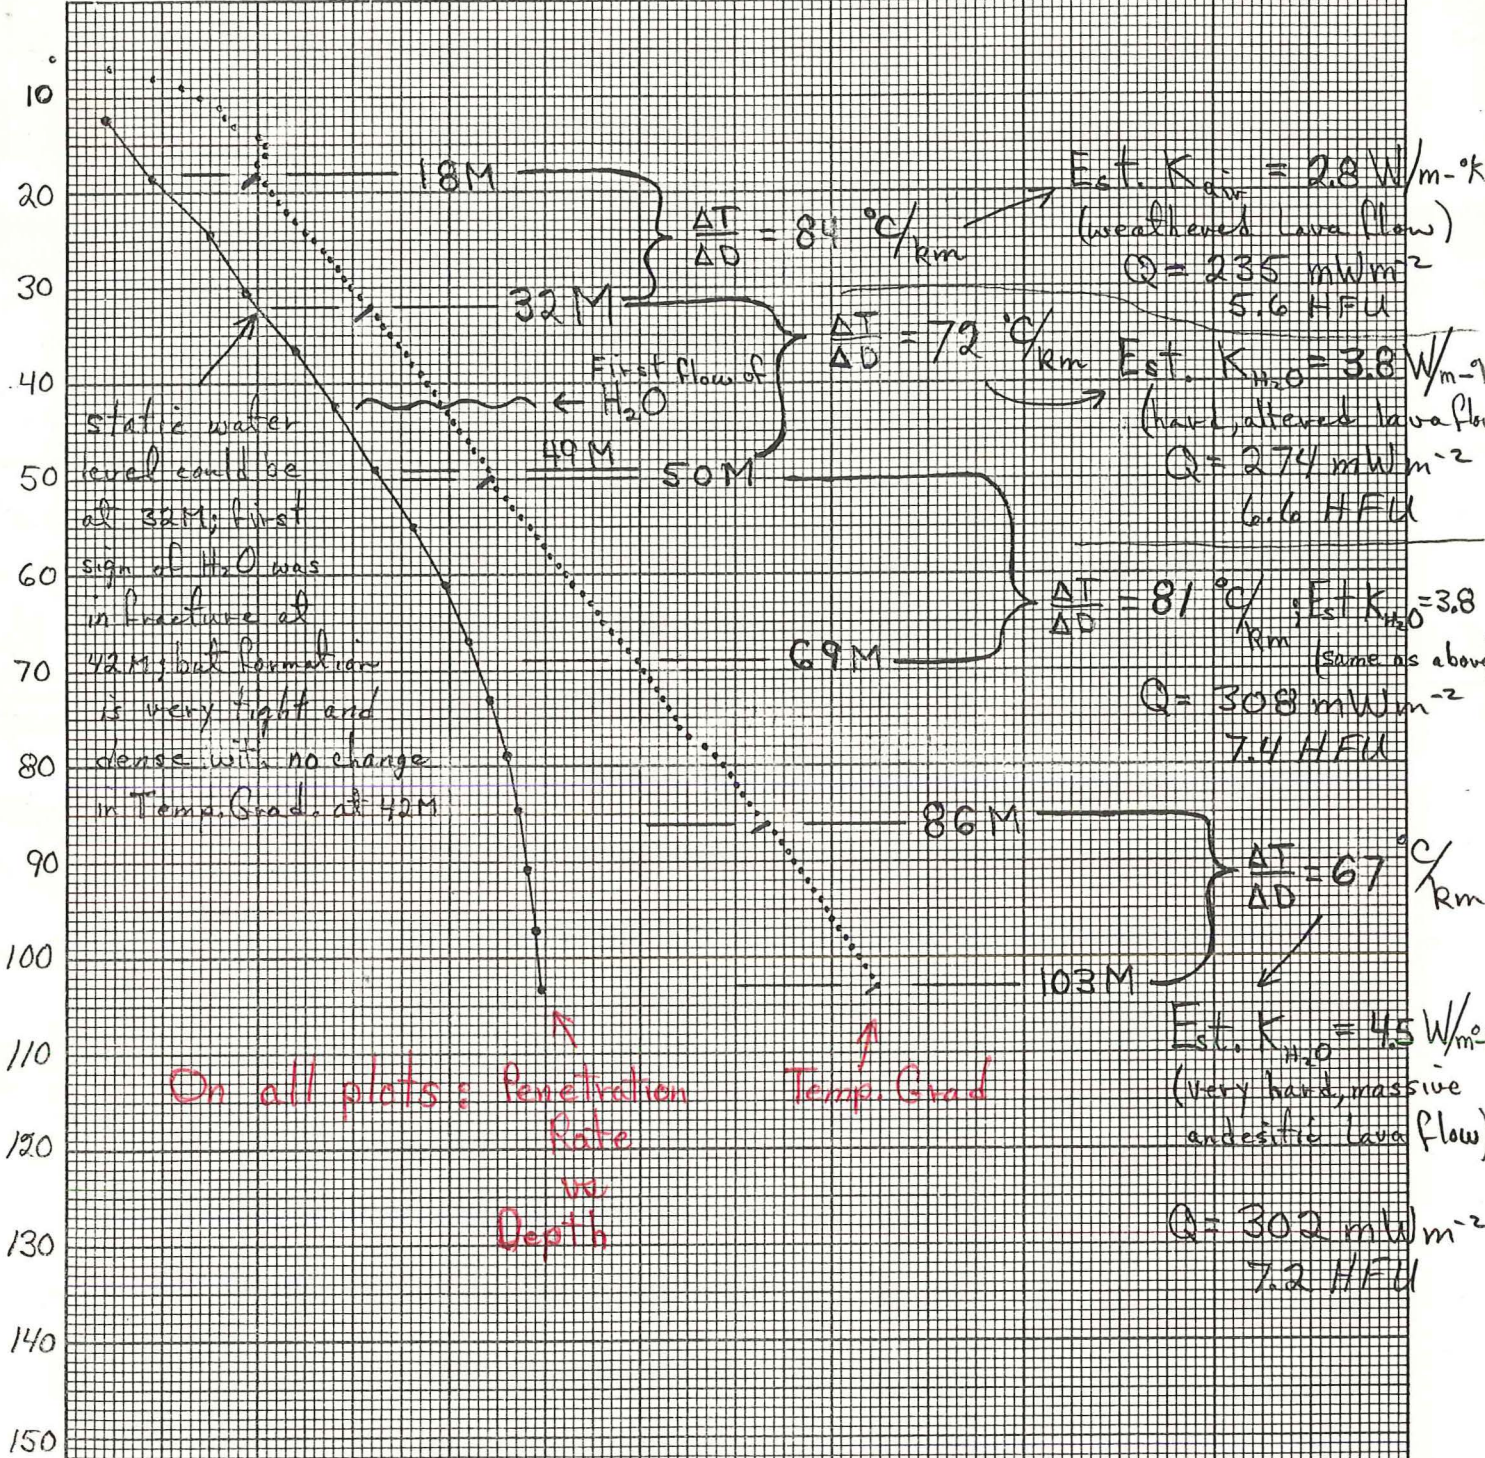 10
20
30
40
50
60
70
80
90
100
110
120
130
140
150
18M
ΔT/ΔD = 84 °C/km
Est. K air = 2.8 W/m-°K
(weathered Lava flow)
Q = 235 mWm⁻²
5.6 HFU
32M
ΔT/ΔD = 72 °C/km
Est. K H₂O = 3.8 W/m-°
(hard, altered lava flo
Q = 274 mWm⁻²
6.6 HFU
First flow of
← H₂O
49M
50M
static water
level could be
at 32M; first
sign of H₂O was
in fracture at
42M; but formation
is very tight and
dense with no change
in Temp. Grad. at 42M
ΔT/ΔD = 81 °C/km ; Est K H₂O = 3.8
(same as above
Q = 308 mWm⁻²
7.4 HFU
69M
86M
ΔT/ΔD = 67 °C/km
103M
Est. K H₂O = 4.5 W/m°
(very hard, massive
andesitic Lava flow)
Q = 302 mWm⁻²
7.2 HFU
On all plots: Penetration
Rate
vs
Depth
Temp. Grad